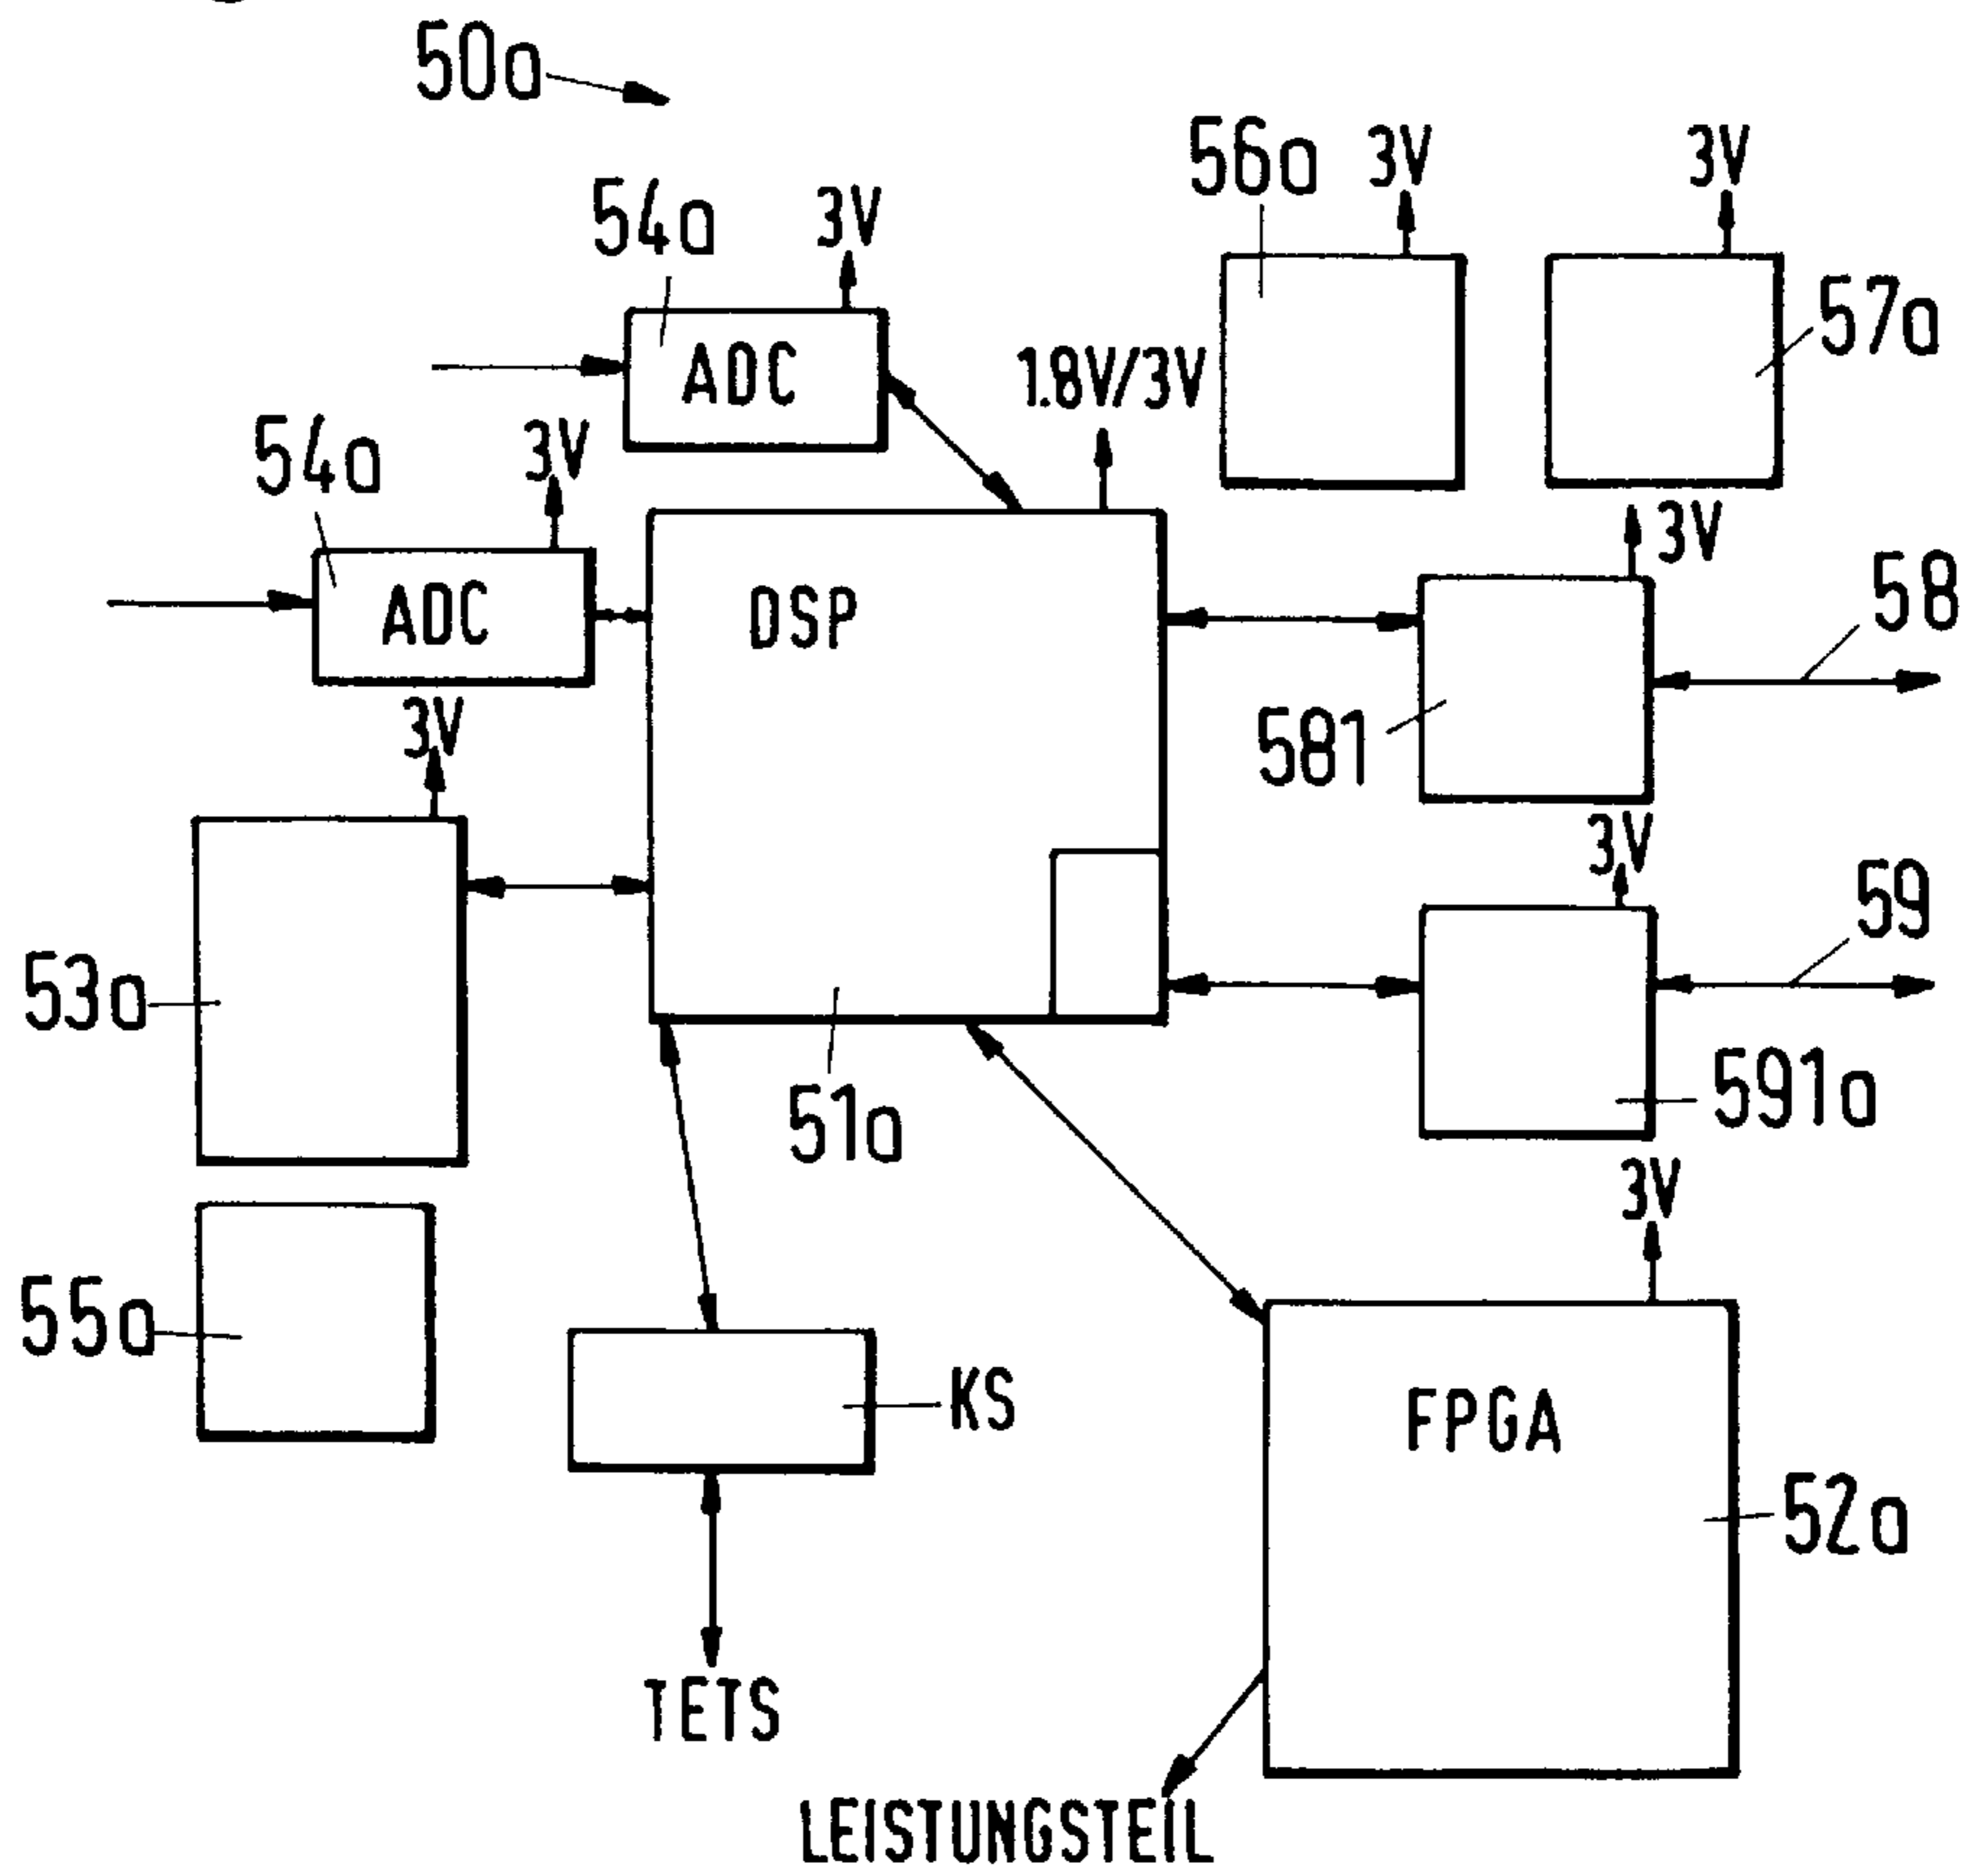 50a
56a
3V
3V
54a
3V
57a
ADC
1.8V/3V
54a
3V
3V
ADC
DSP
58
3V
581
3V
59
53a
591a
51a
3V
55a
KS
FPGA
52a
TETS
LEISTUNGSTEIL